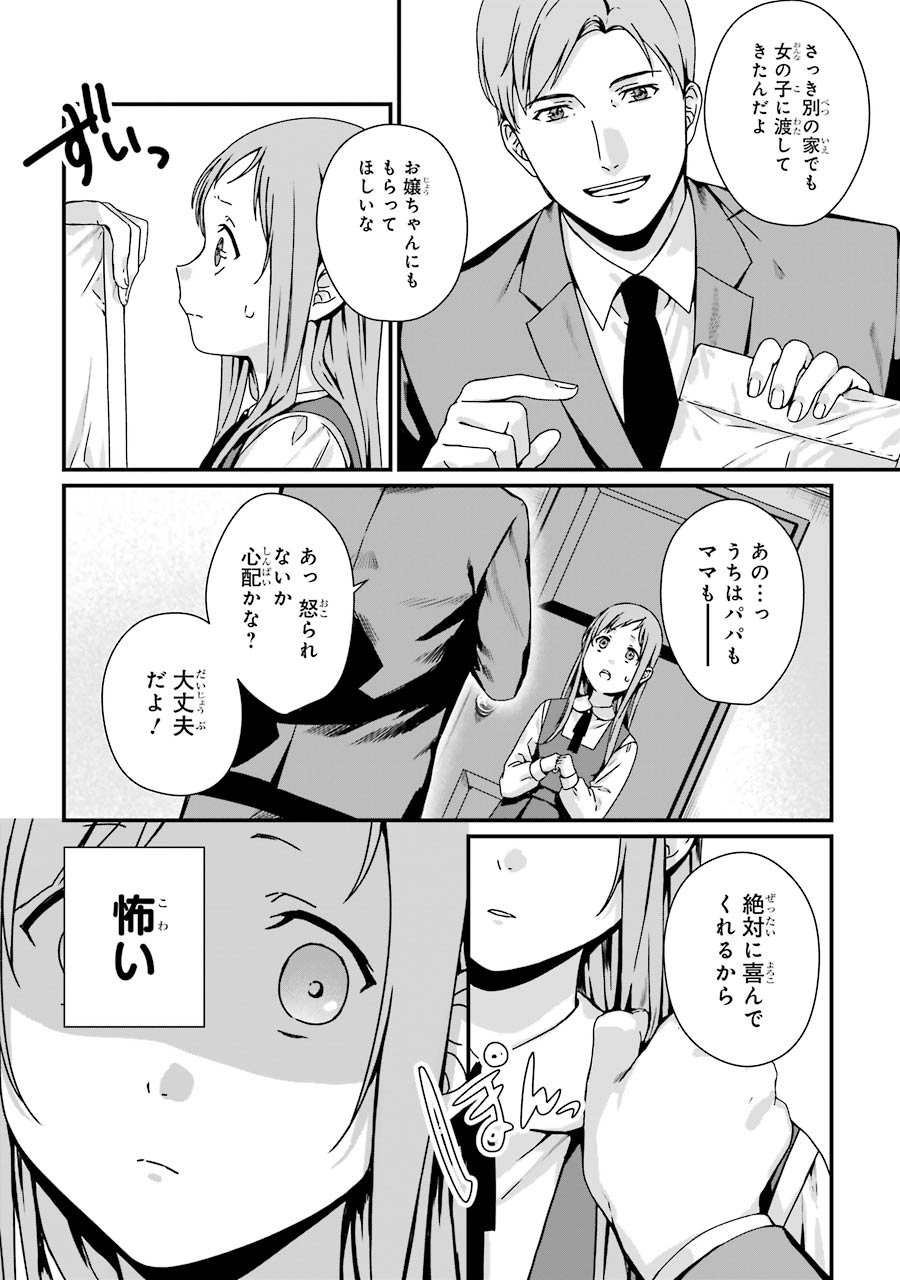 さっき別の家でも
女の子に渡して
きたんだよ
お嬢ちゃんにも
もらって
ほしいな
ずいっ
あの…っ
うちはパパも
ママも――
あっ 怒られ
ないか
心配かな?
大丈夫
だよ!
絶対に喜んで
くれるから
ぽんっ
怖い